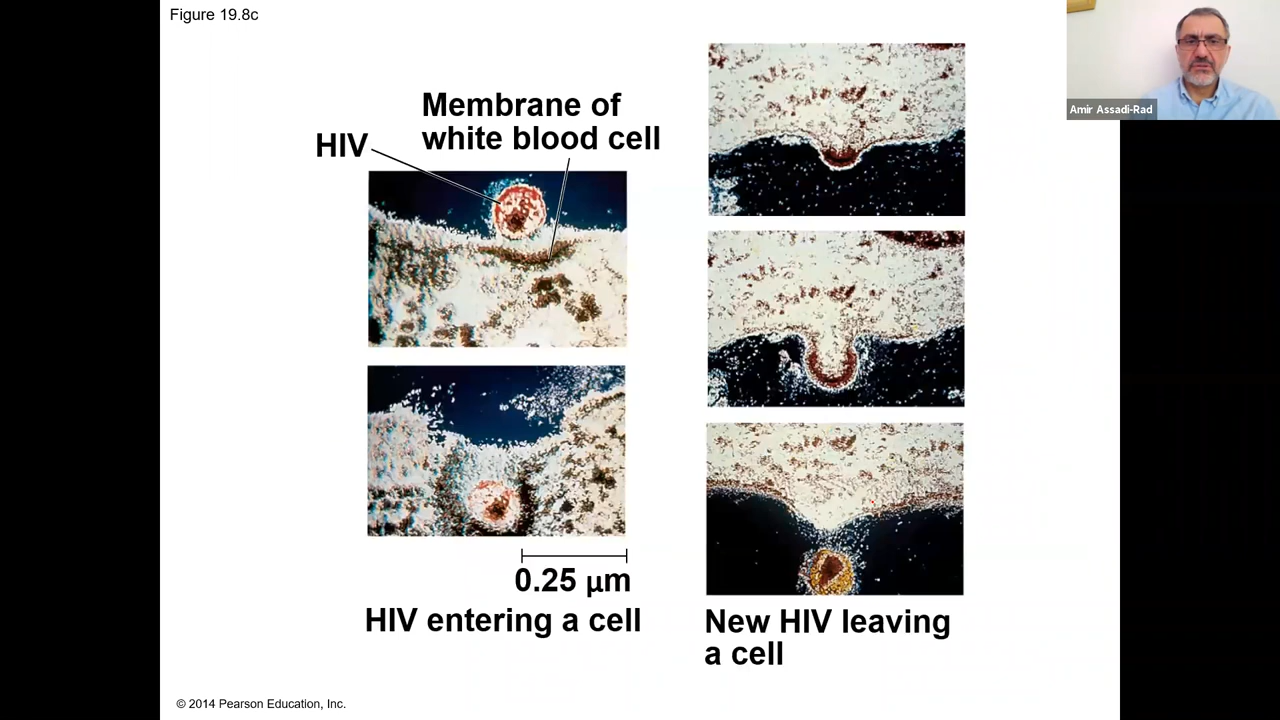 Figure 19.8c
Amir Assadi-Rad
Membrane of
white blood cell
HIV
0.25 μm
HIV entering a cell
New HIV leaving
a cell
© 2014 Pearson Education, Inc.